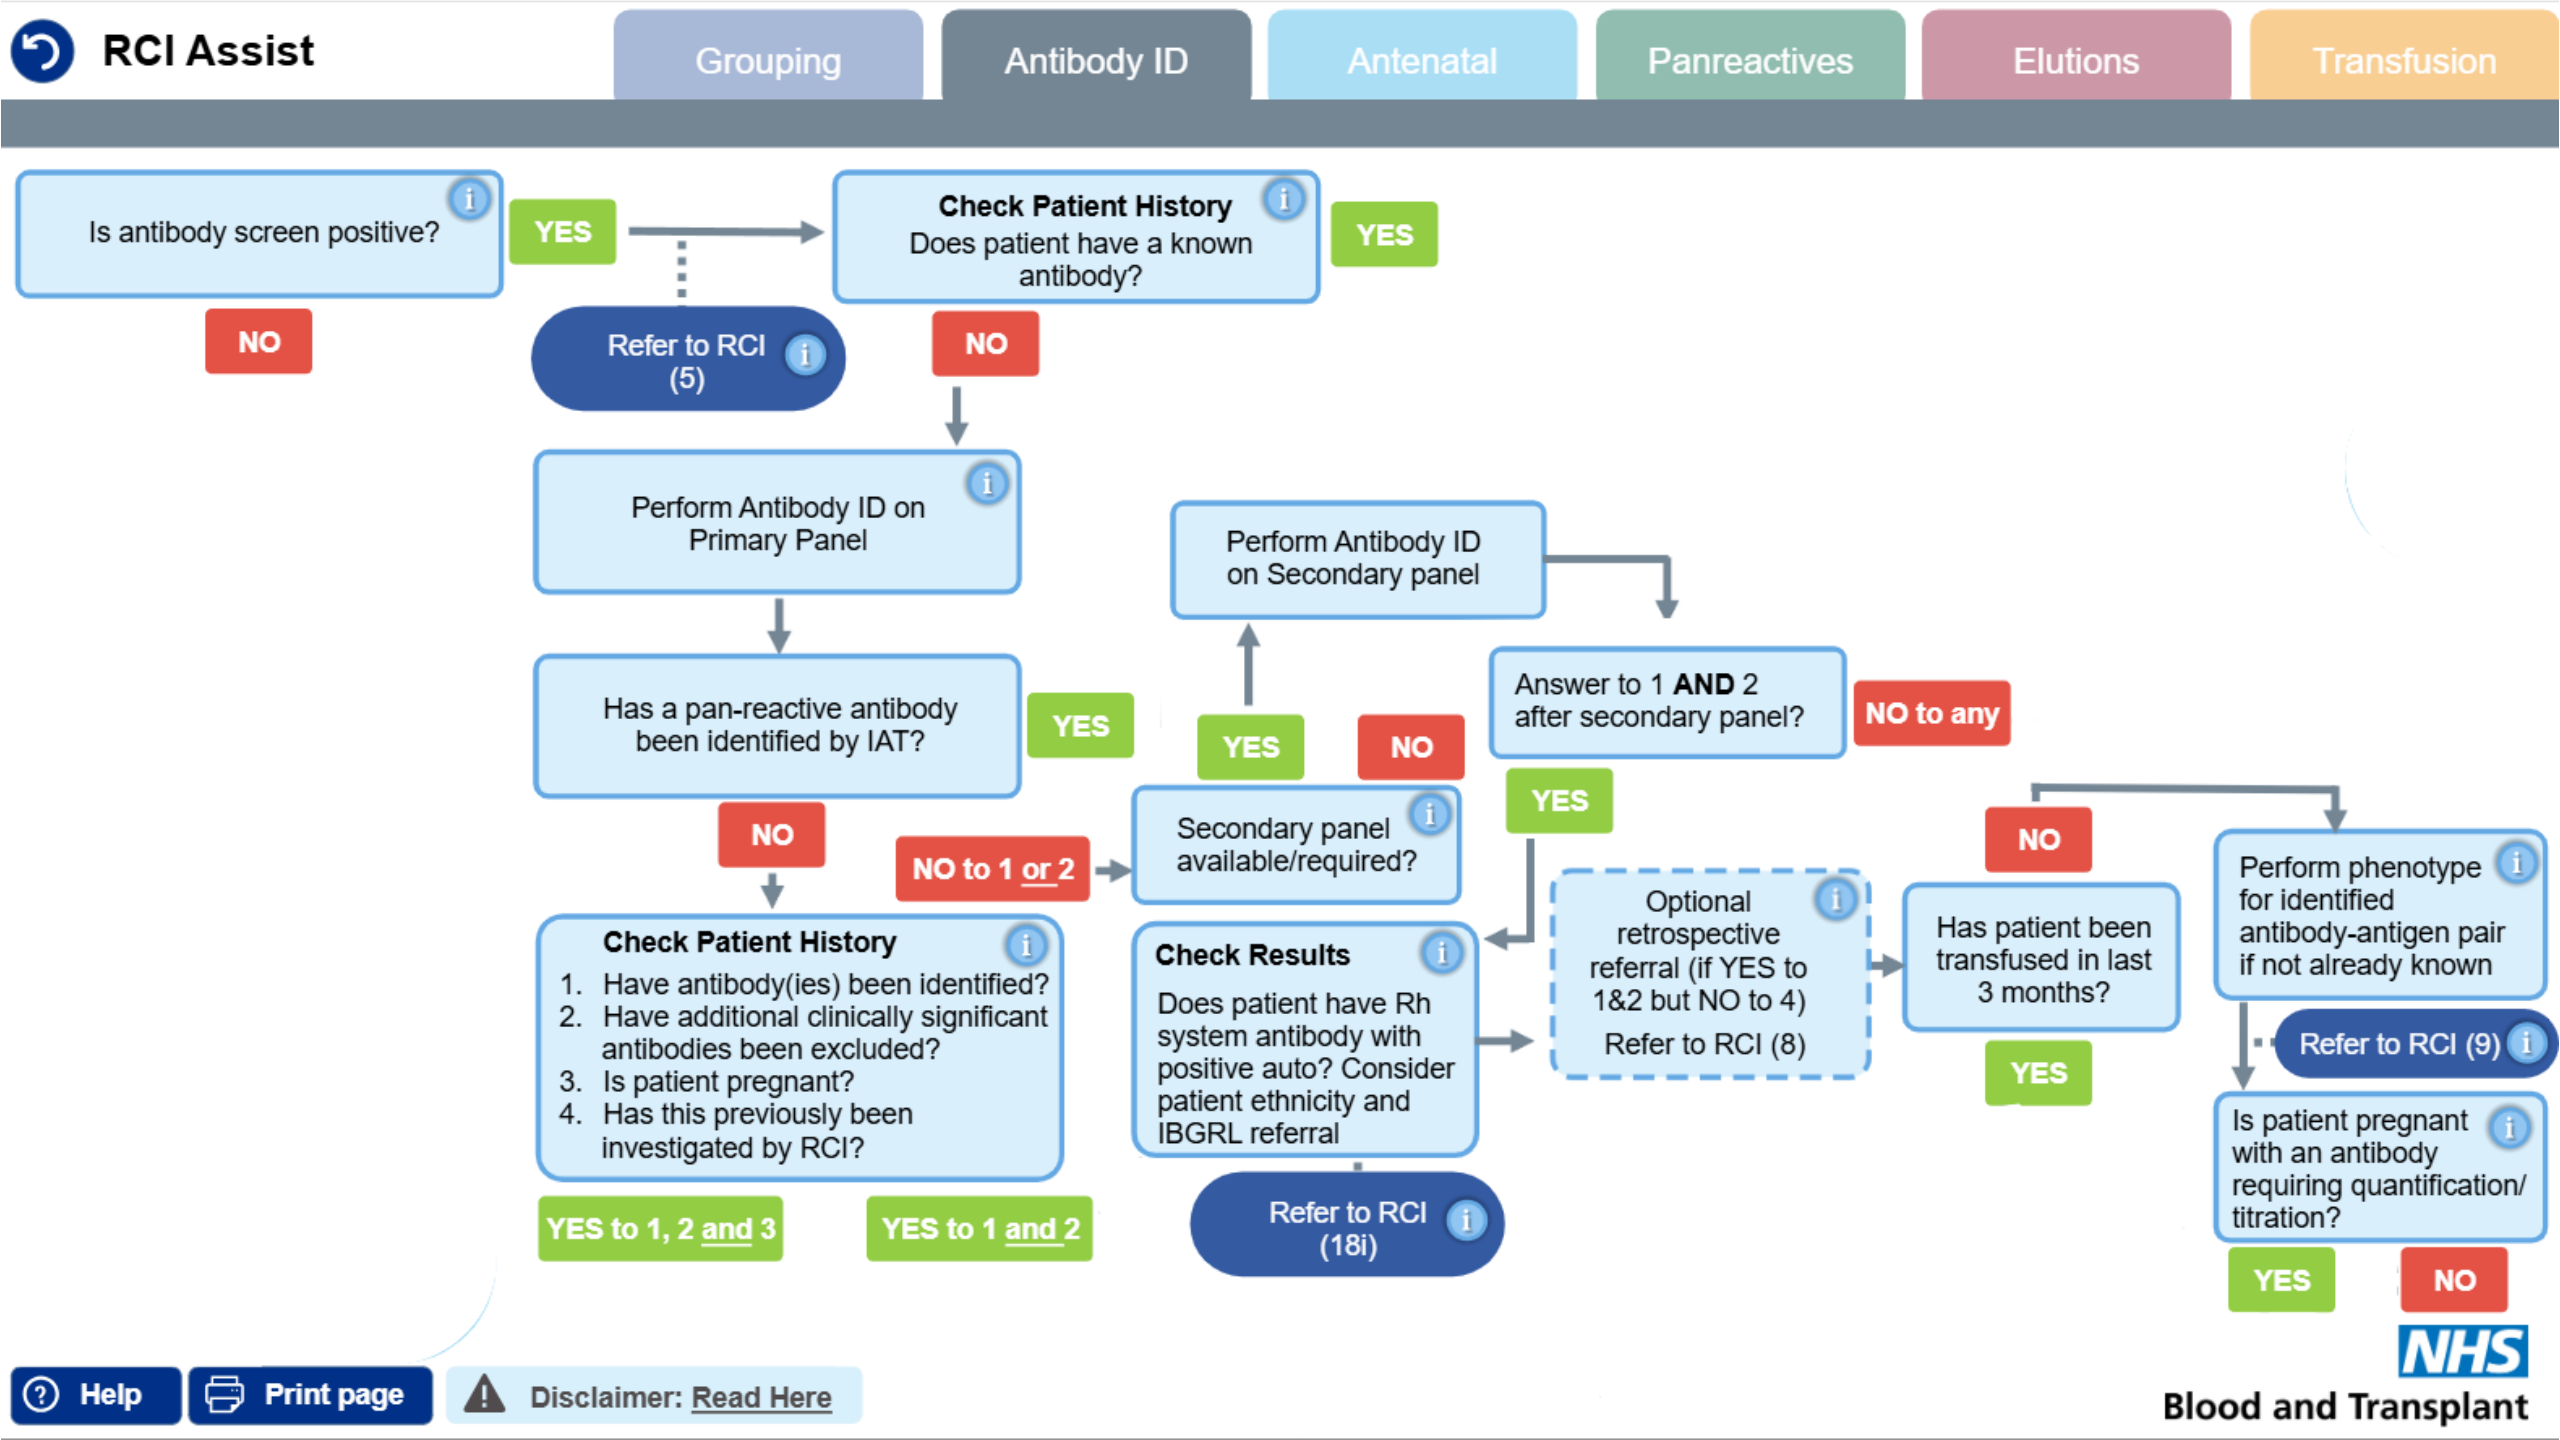 RCI Assist
Grouping
Antibody ID
Antenatal
Panreactives
Elutions
Transfusion
Is antibody screen positive?
YES
NO
Refer to RCI
(5)
Check Patient History
Does patient have a known
antibody?
YES
NO
Perform Antibody ID on
Primary Panel
Has a pan-reactive antibody
been identified by IAT?
YES
NO
Check Patient History
1. Have antibody(ies) been identified?
2. Have additional clinically significant
antibodies been excluded?
3. Is patient pregnant?
4. Has this previously been
investigated by RCI?
YES to 1, 2 and 3
YES to 1 and 2
NO to 1 or 2
Secondary panel
available/required?
YES
NO
Perform Antibody ID
on Secondary panel
Answer to 1 AND 2
after secondary panel?
NO to any
YES
Check Results
Does patient have Rh
system antibody with
positive auto? Consider
patient ethnicity and
IBGRL referral
Refer to RCI
(18i)
Optional
retrospective
referral (if YES to
1&2 but NO to 4)
Refer to RCI (8)
Has patient been
transfused in last
3 months?
NO
YES
Perform phenotype
for identified
antibody-antigen pair
if not already known
Refer to RCI (9)
Is patient pregnant
with an antibody
requiring quantification/
titration?
YES
NO
Help
Print page
Disclaimer: Read Here
NHS
Blood and Transplant